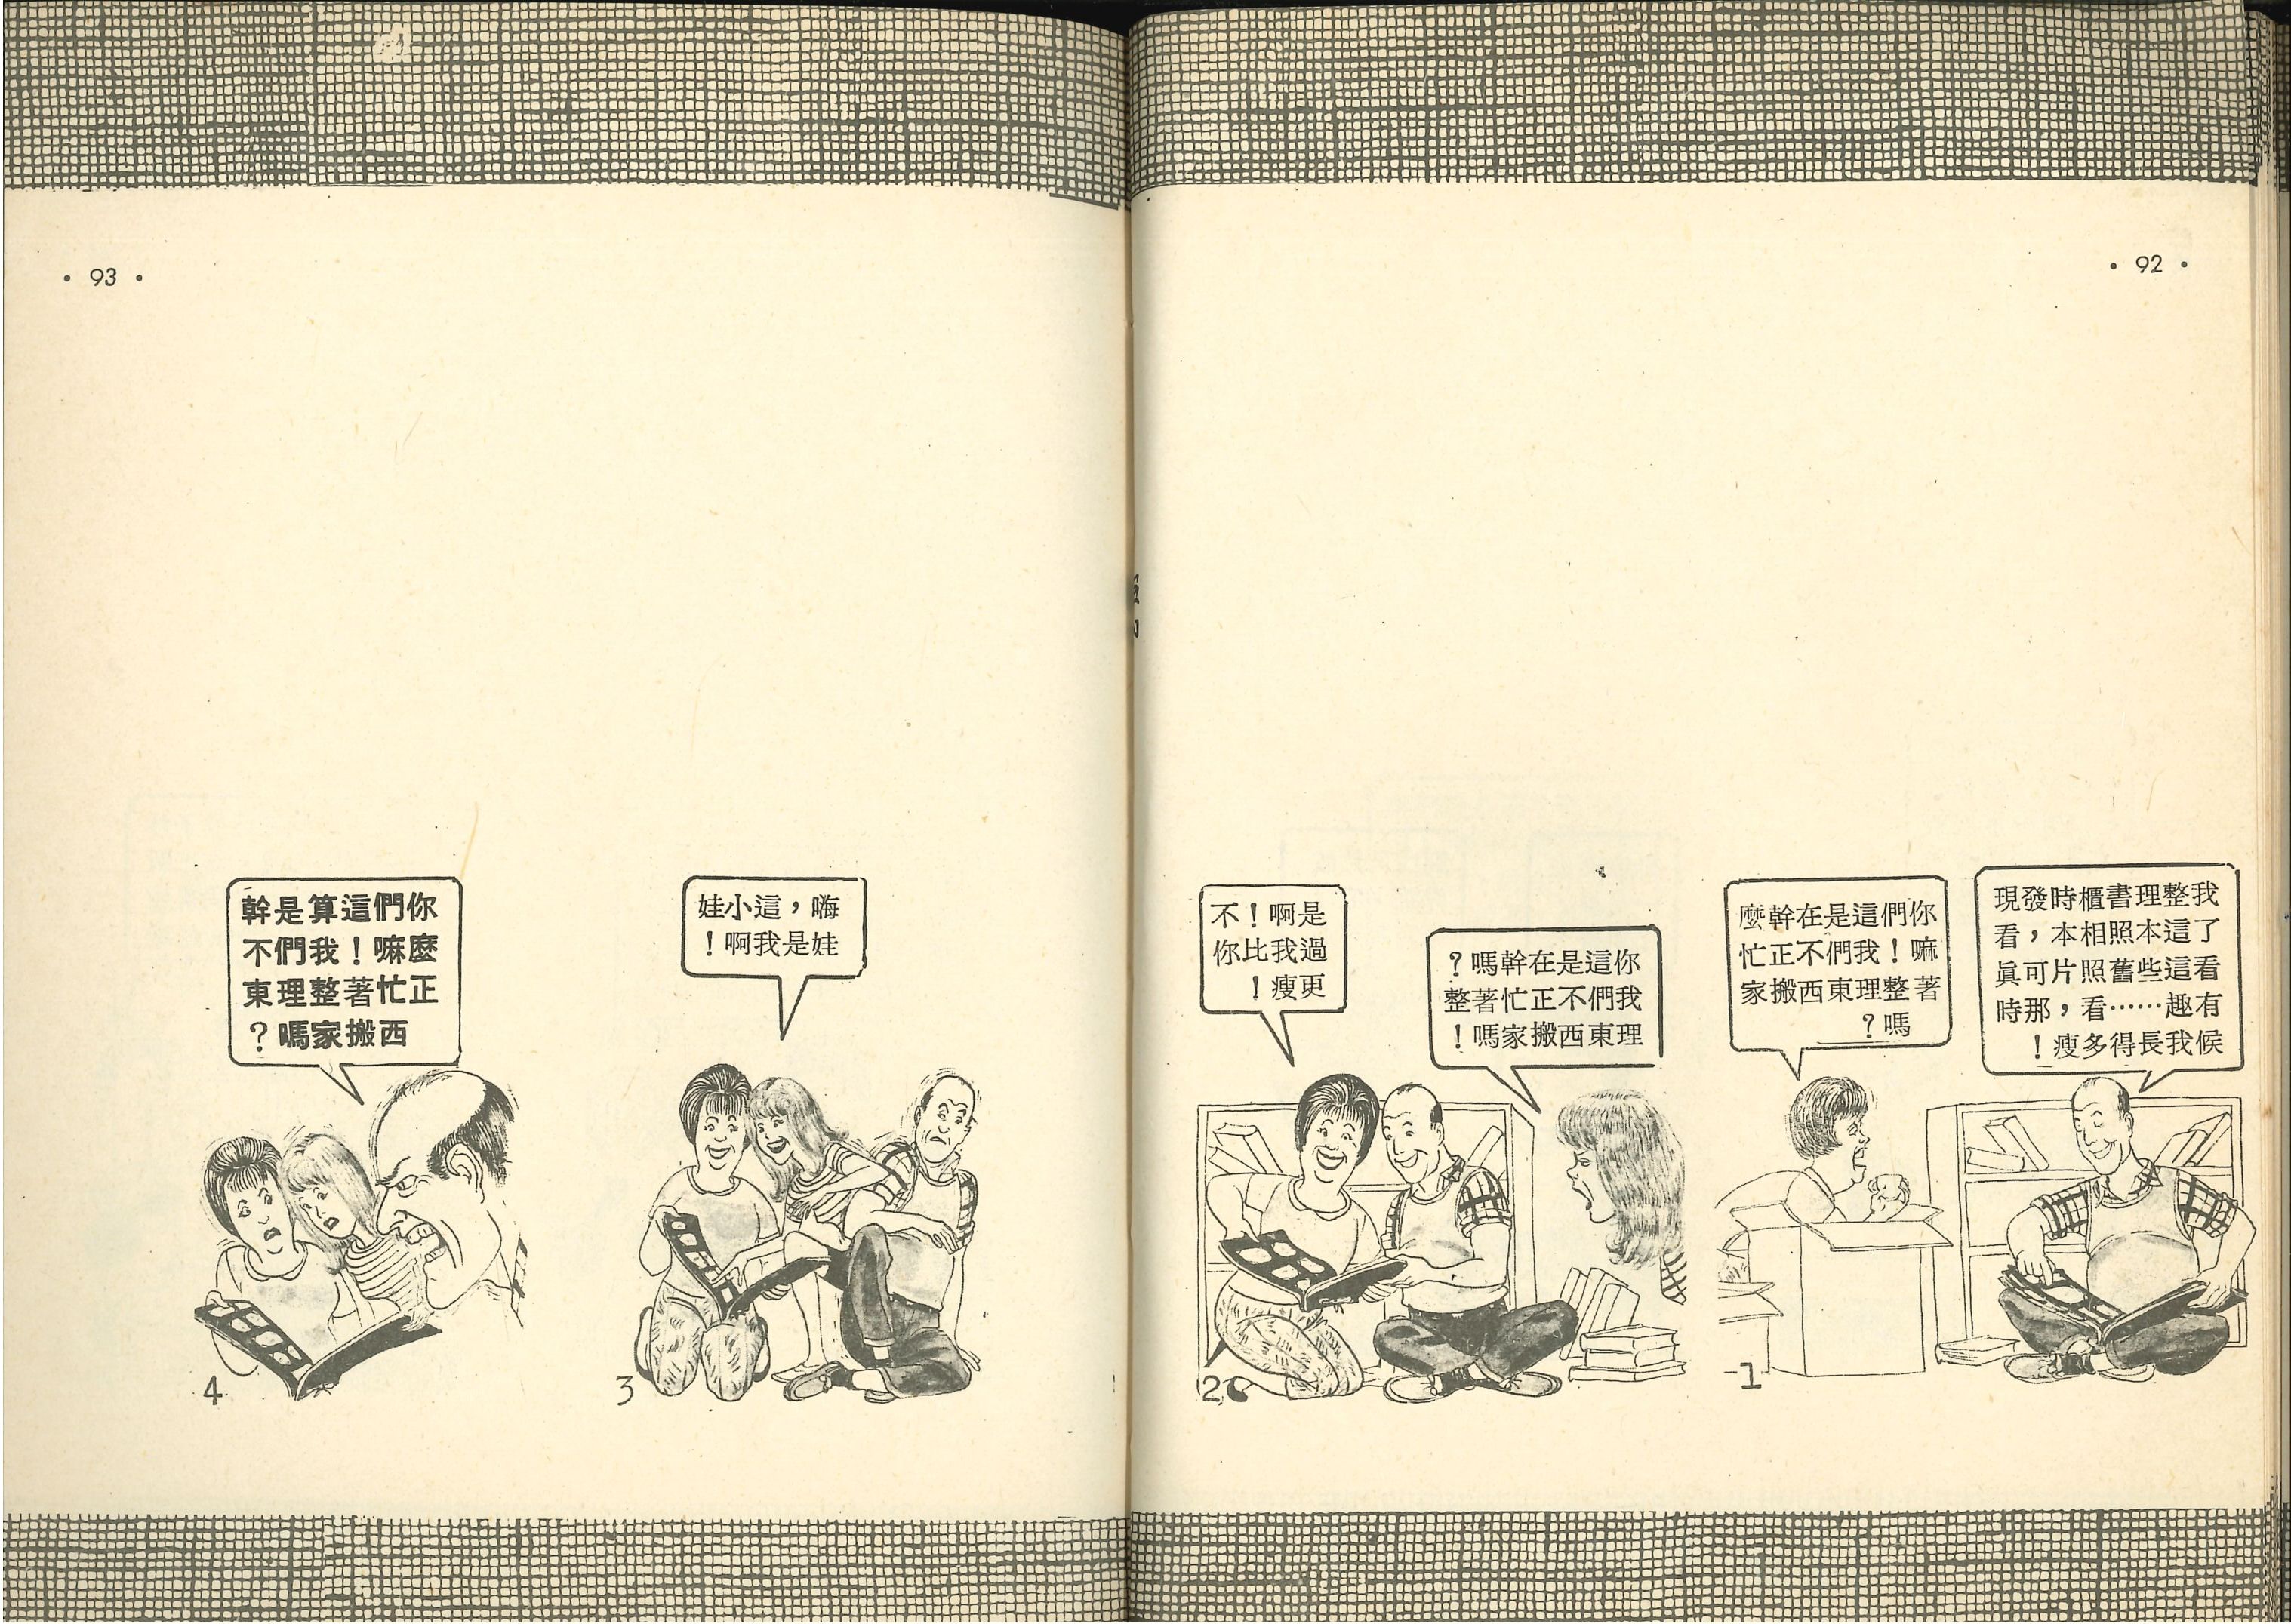 • 92 •
我整理書櫃時發現
了這本照相本，看
看這些舊照片可眞
有趣……看，那時
候我長得多瘦！
你們這是在幹麼
嘛！我們不正忙
著整理東西搬家
嗎？
1
你這是在幹嗎？
我們不正忙著整
理東西搬家嗎！
是啊！不
過我比你
更瘦！
2
• 93 •
嗨，這小娃
娃是我啊！
3
你們這算是幹
麼嘛！我們不
正忙著整理東
西搬家嗎？
4